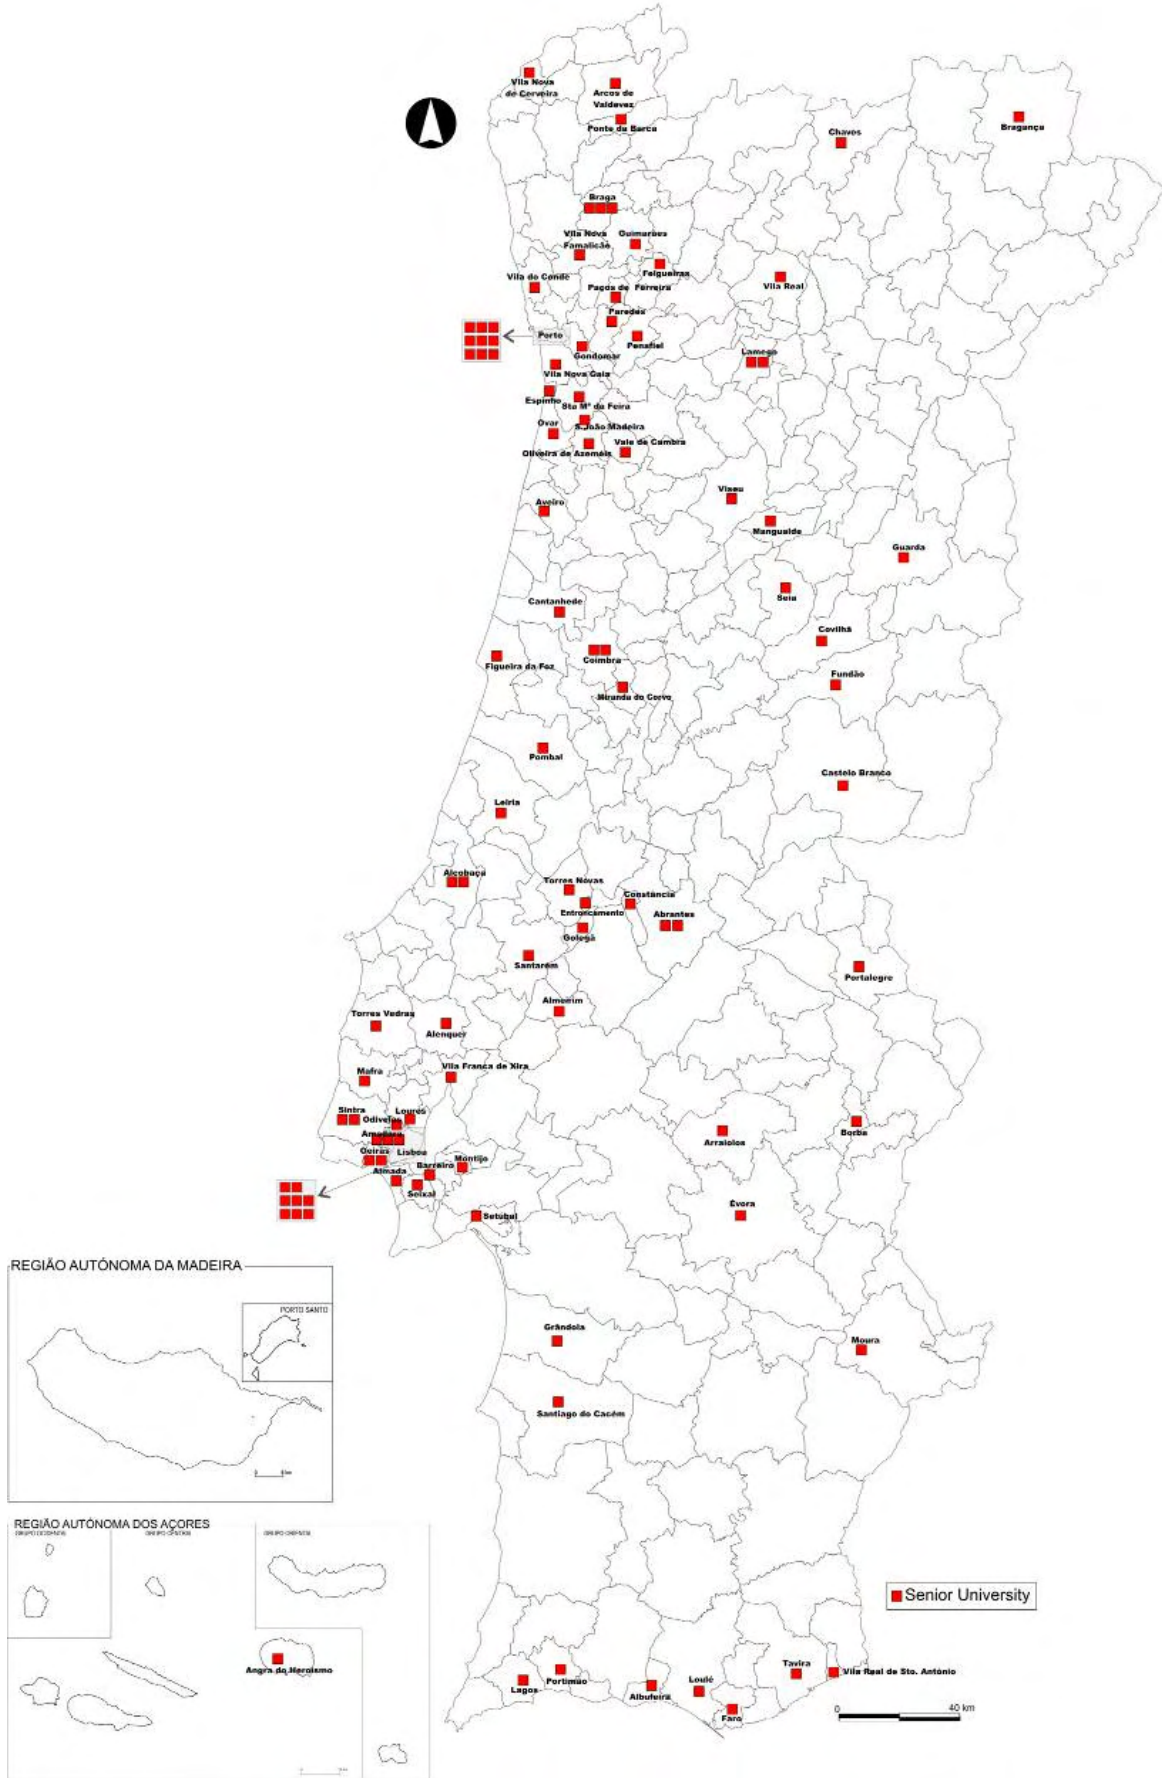 Vila Nova
de Cerveira
Arcos de
Valdevez
Ponte da Barca
Chaves
Bragança
Braga
Vila Nova
Famalicão
Guimarães
Felgueiras
Vila do Conde
Paços de Ferreira
Vila Real
Paredes
Porto
Penafiel
Gondomar
Lamego
Vila Nova Gaia
Espinho
Sta Mª da Feira
Ovar
S.João Madeira
Oliveira de Azeméis
Vale de Cambra
Viseu
Aveiro
Mangualde
Guarda
Seia
Cantanhede
Covilhã
Coimbra
Figueira da Foz
Fundão
Miranda do Corvo
Pombal
Castelo Branco
Leiria
Alcobaça
Torres Novas
Constância
Entroncamento
Abrantes
Golegã
Santarém
Portalegre
Almeirim
Torres Vedras
Alenquer
Mafra
Vila Franca de Xira
Sintra
Loures
Odivelas
Amadora
Borba
Arraiolos
Oeiras
Lisboa
Montijo
Barreiro
Almada
Seixal
Setúbal
Évora
REGIÃO AUTÓNOMA DA MADEIRA
PORTO SANTO
Grândola
Moura
Santiago do Cacém
REGIÃO AUTÓNOMA DOS AÇORES
Senior University
Angra do Heroísmo
Tavira
Vila Real de Sto. António
Portimão
Loulé
Lagos
Albufeira
Faro
0 40 km